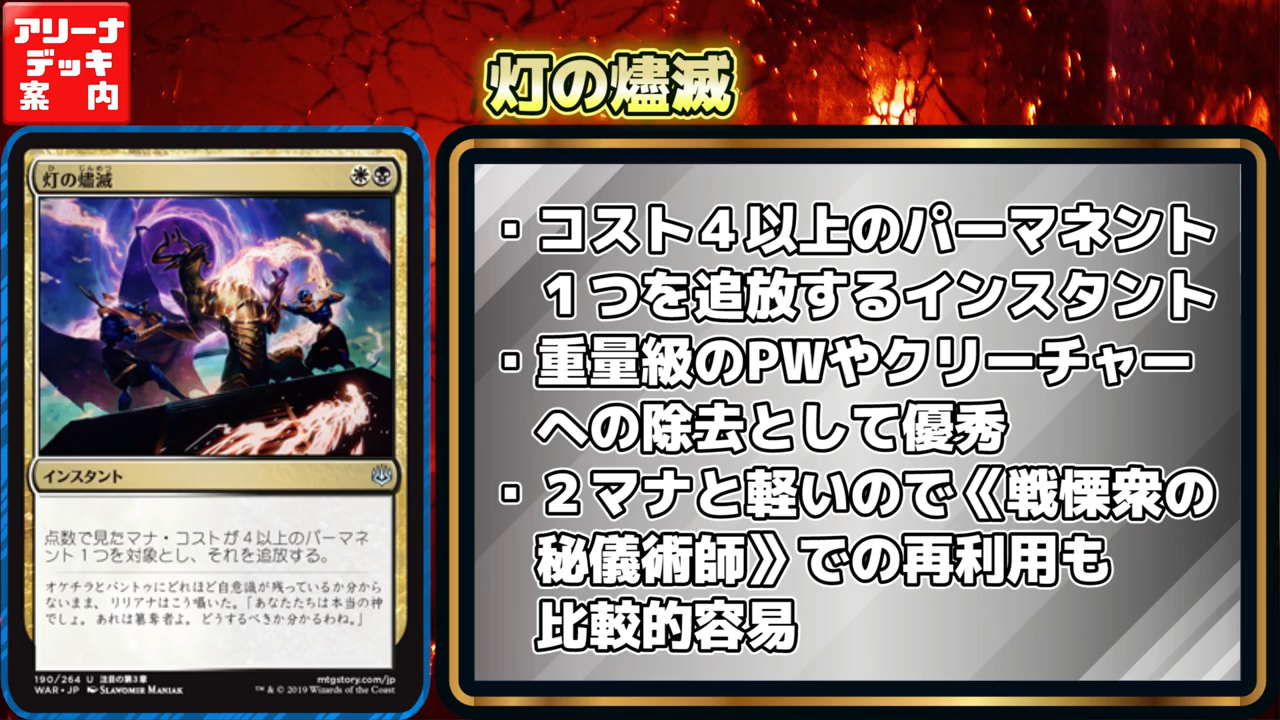 アリーナ
デッキ
案内
灯の燼滅
ひ じんめつ
灯の燼滅
インスタント
点数で見たマナ・コストが4以上のパーマネ
ント1つを対象とし、それを追放する。
オケチラとバントゥにどれほど自意識が残っているか分から
ないまま、リリアナはこう囁いた。「あなたたちは本当の神
でしょ。あれは簒奪者よ。どうするべきか分かるわね。」
190/264 U 注目の第3章
WAR・JP SLAWOMIR MANIAK
mtgstory.com/jp
™ & © 2019 Wizards of the Coast
・コスト4以上のパーマネント
1つを追放するインスタント
・重量級のPWやクリーチャー
への除去として優秀
・2マナと軽いので《戦慄衆の
秘儀術師》での再利用も
比較的容易